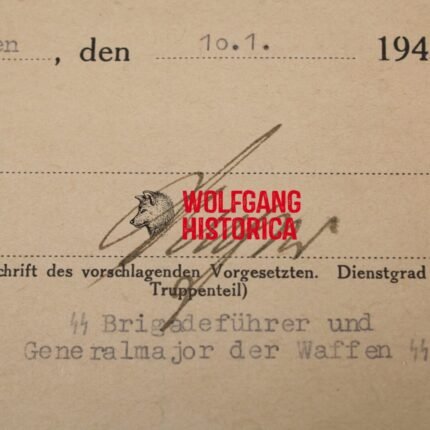 en , den 10.1. 194
WOLFGANG
HISTORICA
chrift des vorschlagenden Vorgesetzten. Dienstgrad
Truppenteil)
ᛋᛋ Brigadeführer und
Generalmajor der Waffen ᛋᛋ